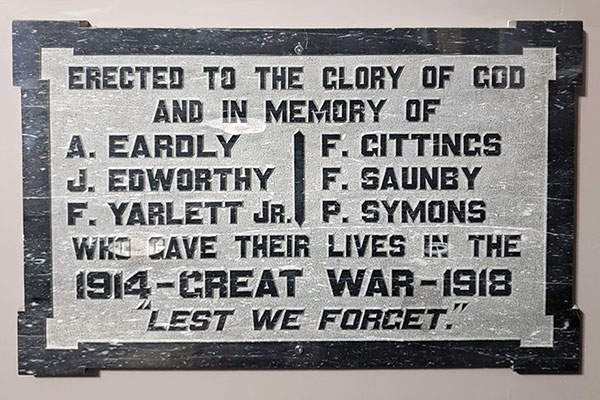 ERECTED TO THE GLORY OF GOD
AND IN MEMORY OF
A. EARDLY
J. EDWORTHY
F. YARLETT JR.
F. GITTINGS
F. SAUNBY
P. SYMONS
WHO GAVE THEIR LIVES IN THE
1914-GREAT WAR-1918
"LEST WE FORGET."